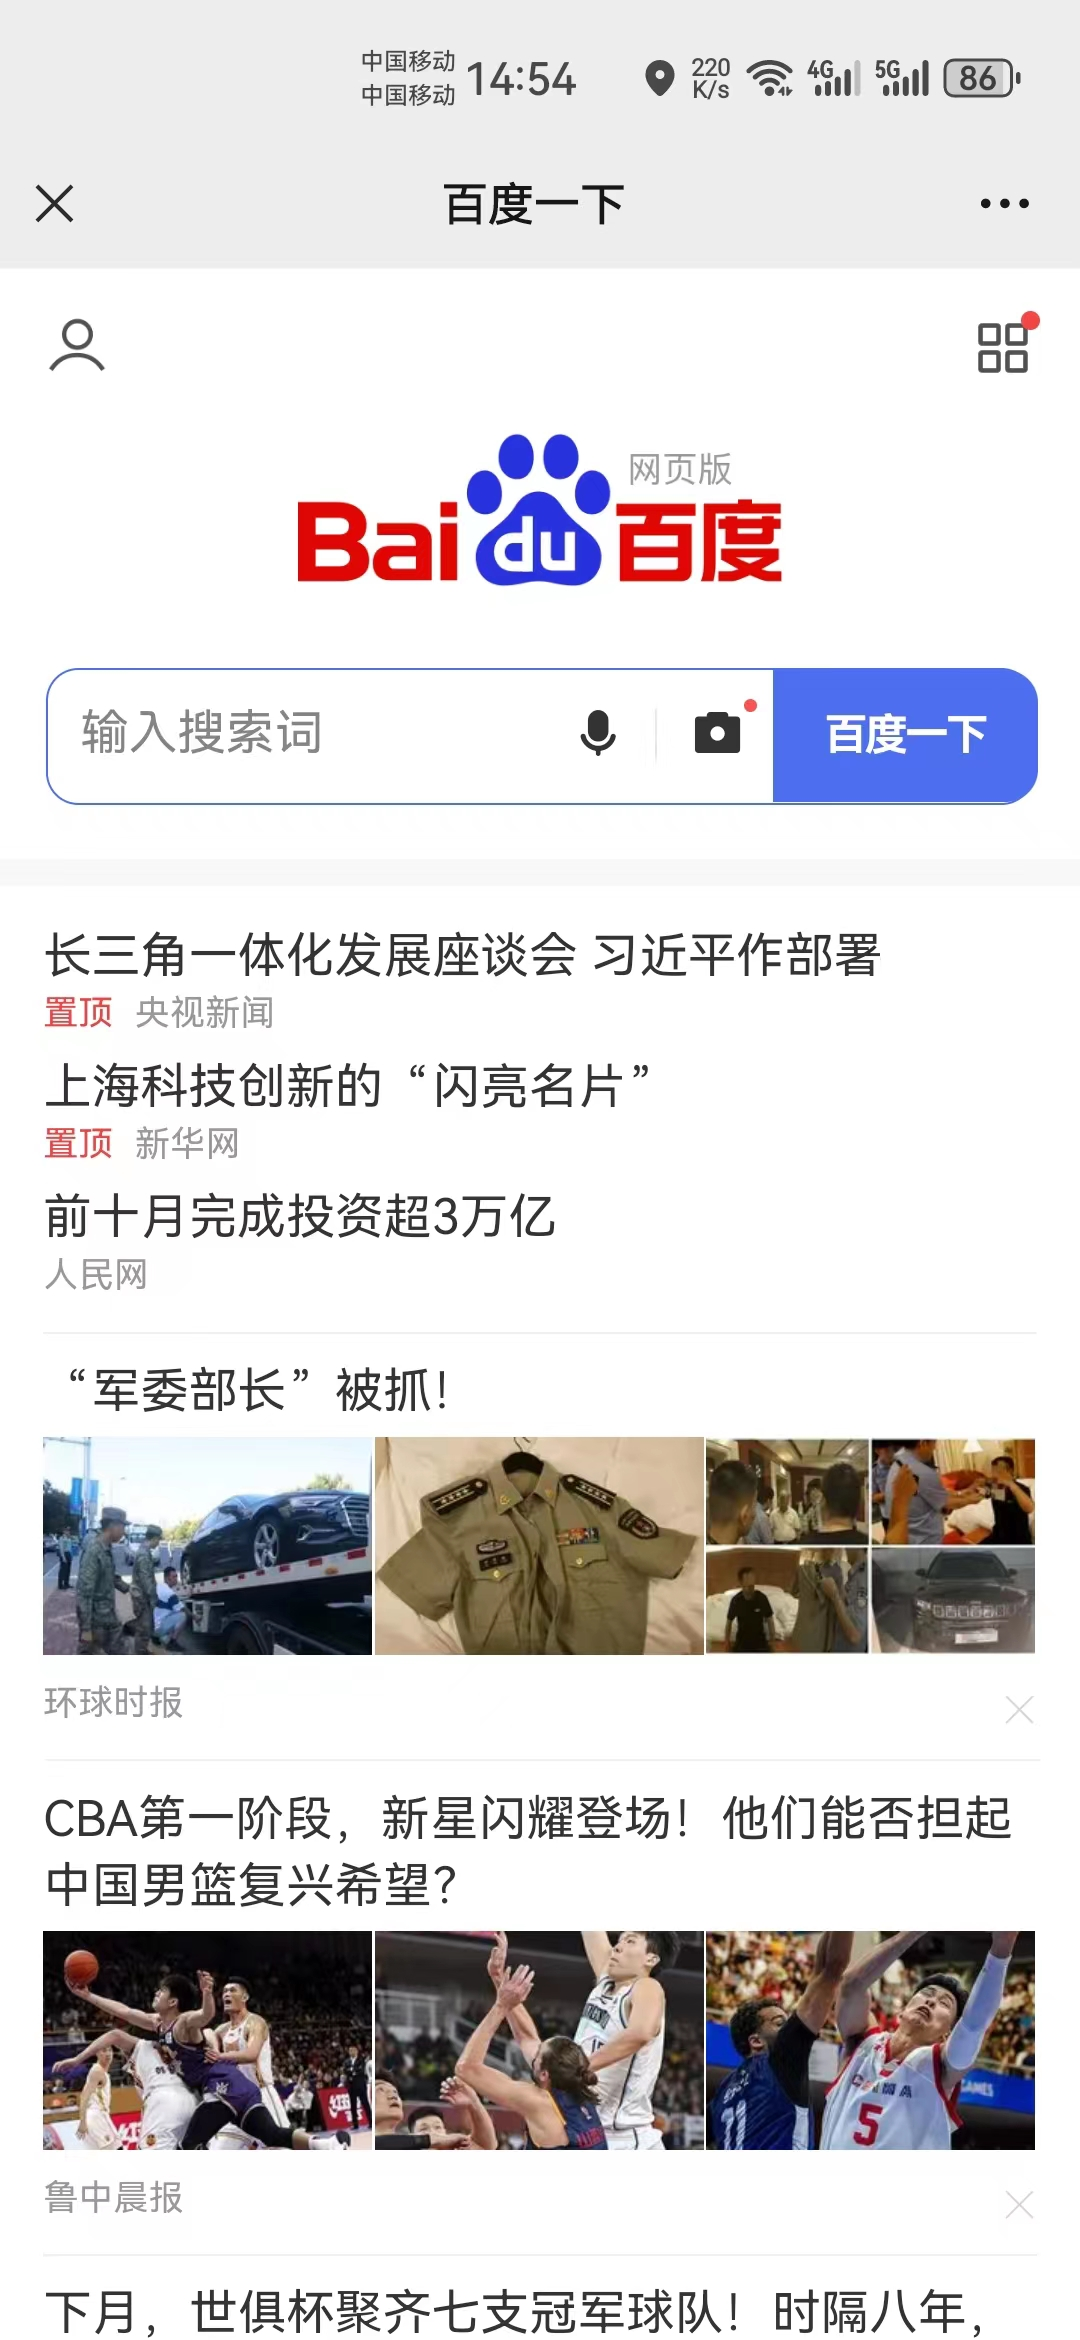 中国移动
中国移动
14:54
220
K/s
4G
5G
86
百度一下
网页版
Bai du 百度
输入搜索词
百度一下
长三角一体化发展座谈会 习近平作部署
置顶 央视新闻
上海科技创新的“闪亮名片”
置顶 新华网
前十月完成投资超3万亿
人民网
“军委部长”被抓！
环球时报
CBA第一阶段，新星闪耀登场！他们能否担起
中国男篮复兴希望？
11
5
鲁中晨报
下月，世俱杯聚齐七支冠军球队！时隔八年，